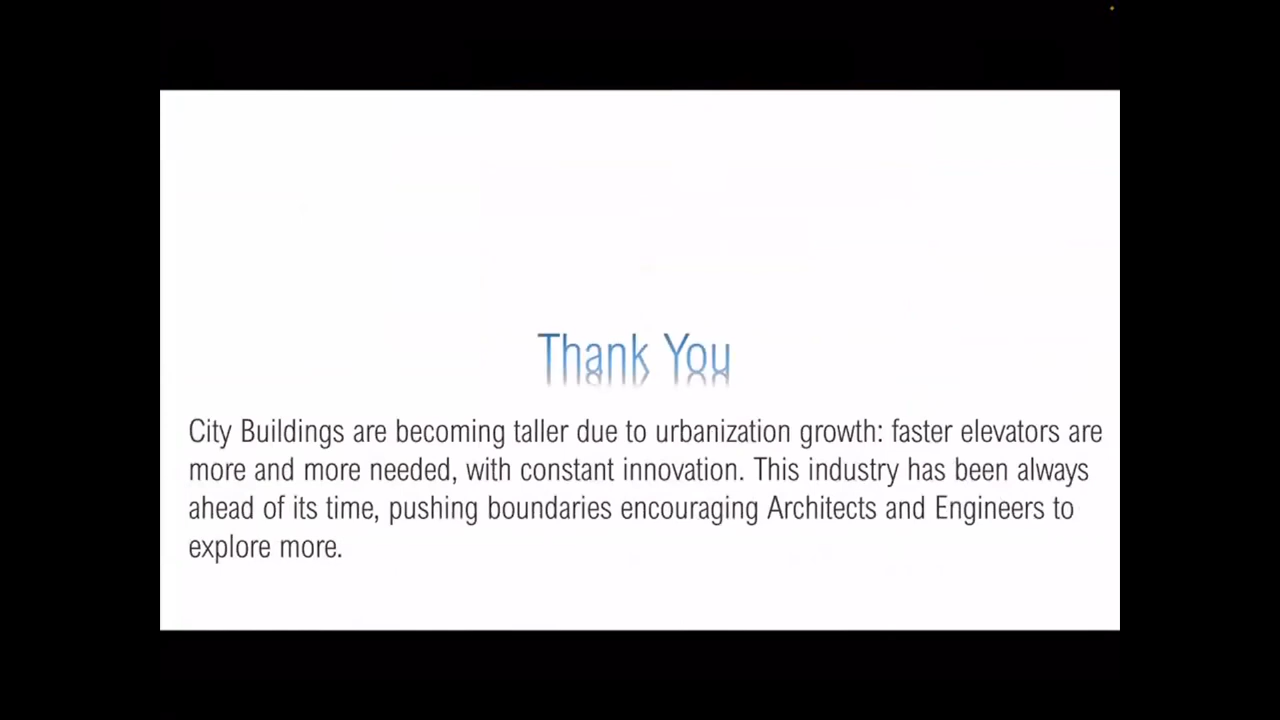 Thank You
City Buildings are becoming taller due to urbanization growth: faster elevators are
more and more needed, with constant innovation. This industry has been always
ahead of its time, pushing boundaries encouraging Architects and Engineers to
explore more.